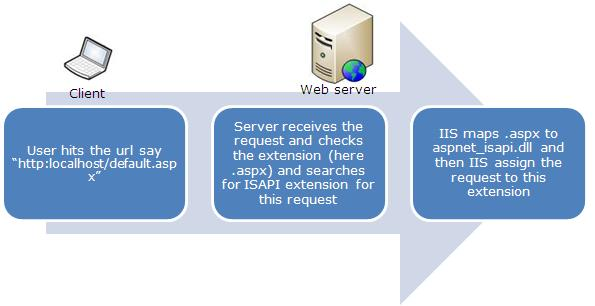 Client
Web server
User hits the url say
“http:localhost/default.asp
x”
Server receives the
request and checks
the extension (here
.aspx) and searches
for ISAPI extension for
this request
IIS maps .aspx to
aspnet_isapi.dll and
then IIS assign the
request to this
extension